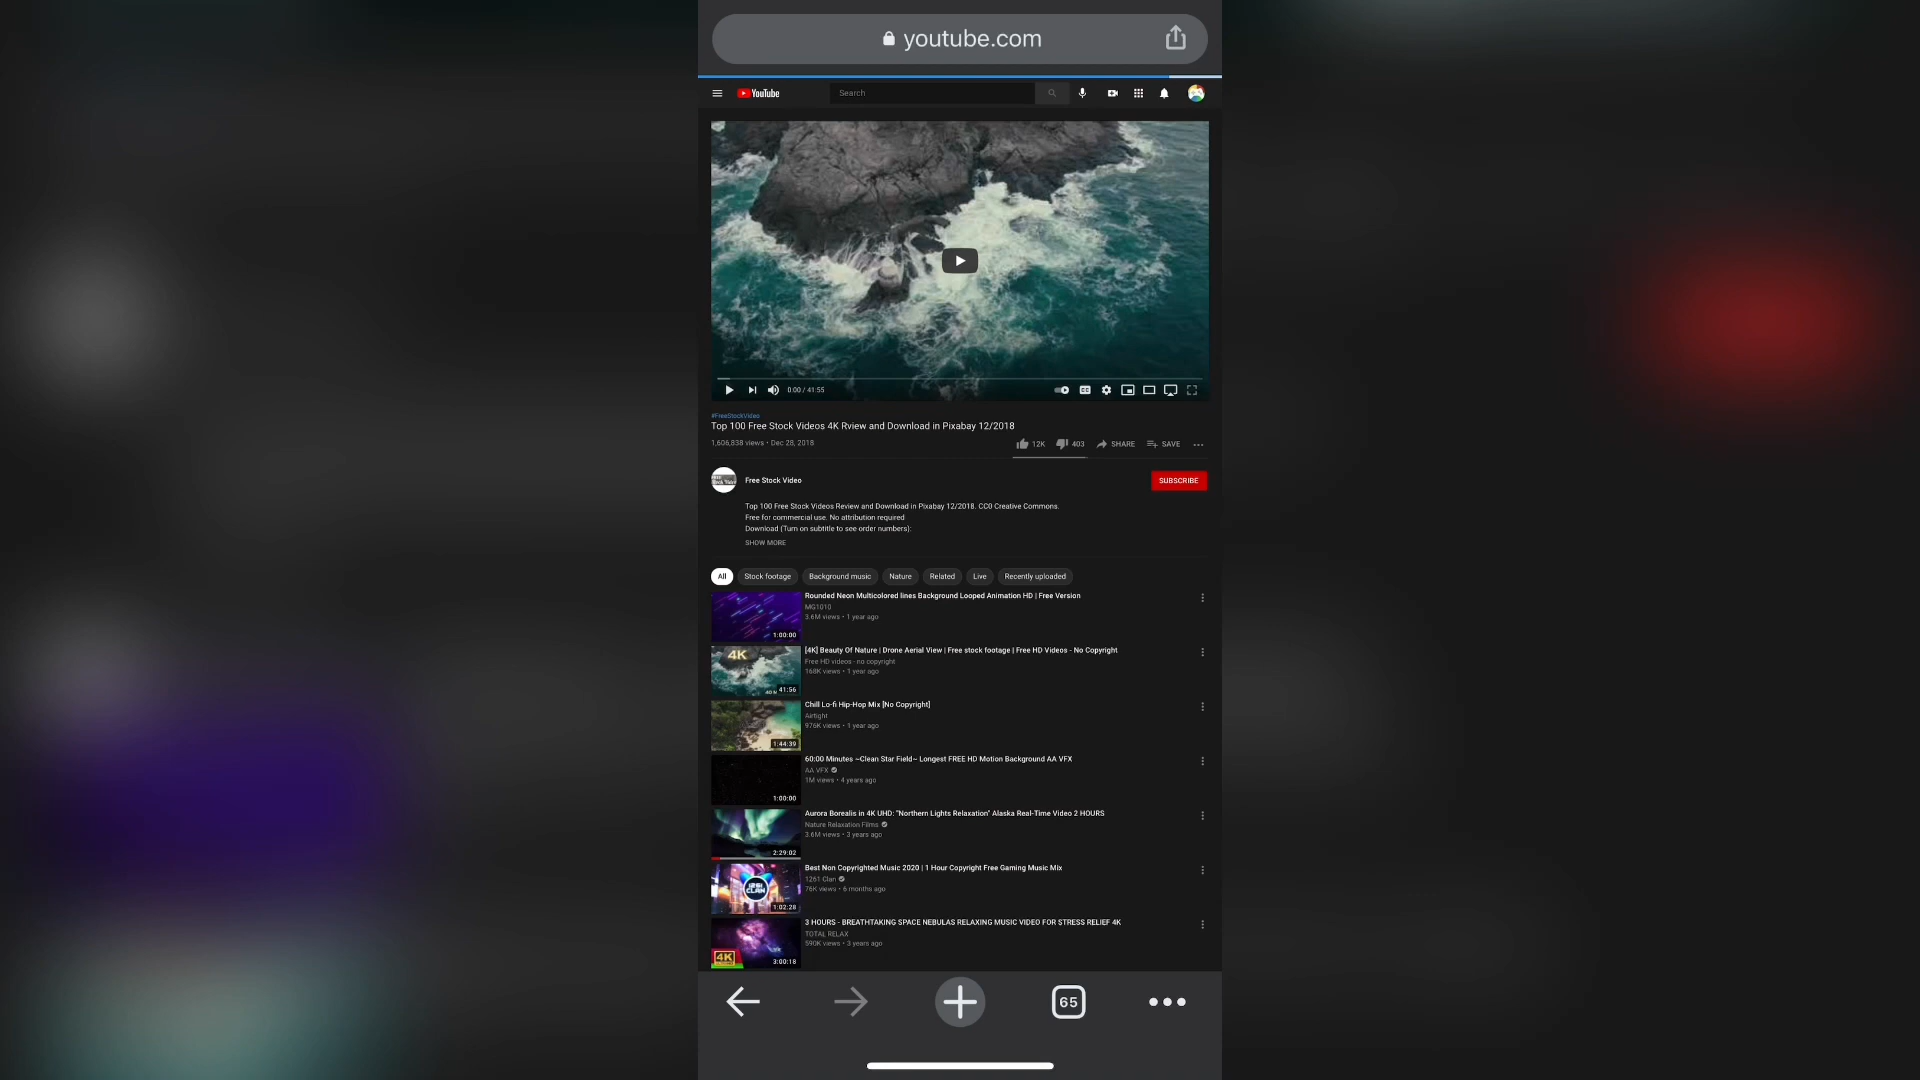 youtube.com
YouTube
Search
0:00 / 41:55
#FreeStockVideo
Top 100 Free Stock Videos 4K Rview and Download in Pixabay 12/2018
1,606,838 views • Dec 28, 2018
12K
403
SHARE
SAVE
Free Stock Video
SUBSCRIBE
Top 100 Free Stock Videos Review and Download in Pixabay 12/2018. CC0 Creative Commons.
Free for commercial use. No attribution required
Download (Turn on subtitle to see order numbers):
SHOW MORE
All
Stock footage
Background music
Nature
Related
Live
Recently uploaded
Rounded Neon Multicolored lines Background Looped Animation HD | Free Version
MG1010
3.6M views • 1 year ago
1:00:00
[4K] Beauty Of Nature | Drone Aerial View | Free stock footage | Free HD Videos - No Copyright
Free HD videos - no copyright
168K views • 1 year ago
4K
41:56
Chill Lo-fi Hip-Hop Mix [No Copyright]
Airtight
976K views • 1 year ago
1:44:39
60:00 Minutes ~Clean Star Field~ Longest FREE HD Motion Background AA VFX
AA VFX
1M views • 4 years ago
1:00:00
Aurora Borealis in 4K UHD: "Northern Lights Relaxation" Alaska Real-Time Video 2 HOURS
Nature Relaxation Films
3.6M views • 3 years ago
2:29:02
Best Non Copyrighted Music 2020 | 1 Hour Copyright Free Gaming Music Mix
1261 Clan
76K views • 6 months ago
1261
CLAN
1:02:28
3 HOURS - BREATHTAKING SPACE NEBULAS RELAXING MUSIC VIDEO FOR STRESS RELIEF 4K
TOTAL RELAX
590K views • 3 years ago
4K
3:00:18
65